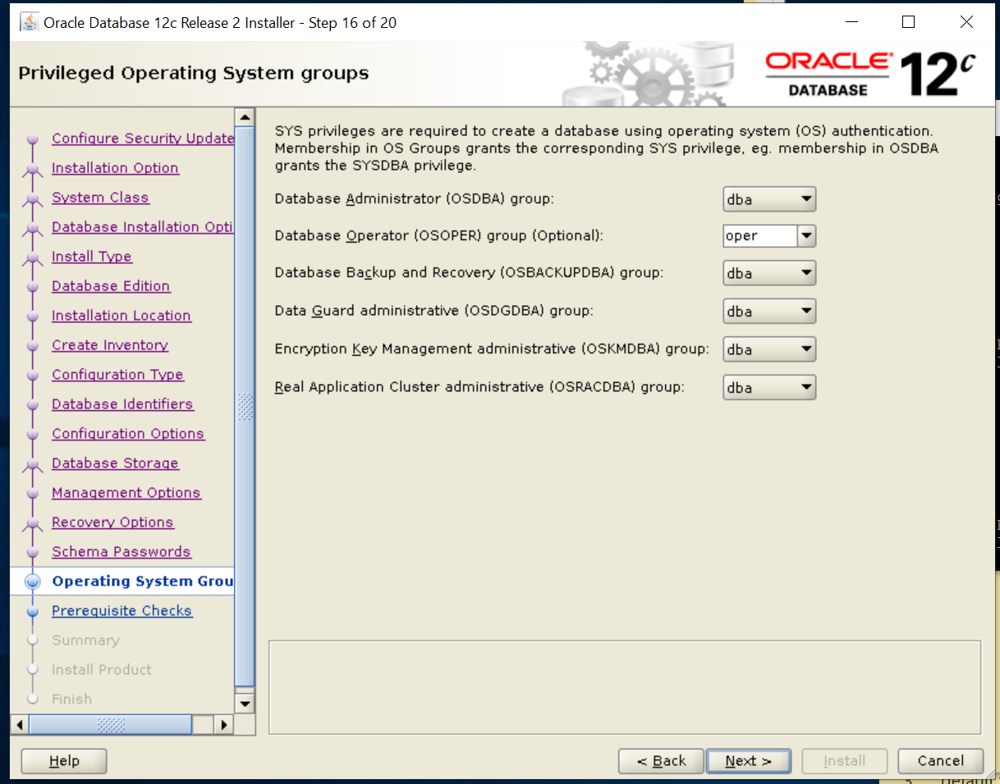 Oracle Database 12c Release 2 Installer - Step 16 of 20
Privileged Operating System groups
ORACLE®
DATABASE
12c
Configure Security Update
Installation Option
System Class
Database Installation Opti
Install Type
Database Edition
Installation Location
Create Inventory
Configuration Type
Database Identifiers
Configuration Options
Database Storage
Management Options
Recovery Options
Schema Passwords
Operating System Grou
Prerequisite Checks
Summary
Install Product
Finish
SYS privileges are required to create a database using operating system (OS) authentication.
Membership in OS Groups grants the corresponding SYS privilege, eg. membership in OSDBA
grants the SYSDBA privilege.
Database Administrator (OSDBA) group: dba
Database Operator (OSOPER) group (Optional): oper
Database Backup and Recovery (OSBACKUPDBA) group: dba
Data Guard administrative (OSDGDBA) group: dba
Encryption Key Management administrative (OSKMDBA) group: dba
Real Application Cluster administrative (OSRACDBA) group: dba
Help
< Back
Next >
Install
Cancel